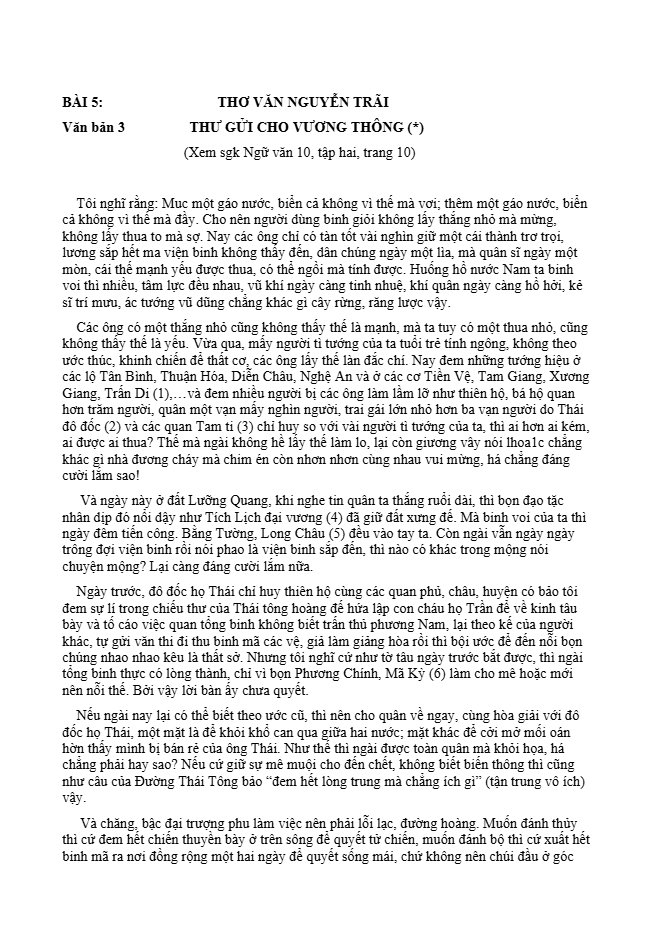 BÀI 5: THƠ VĂN NGUYỄN TRÃI
Văn bản 3 THƯ GỬI CHO VƯƠNG THÔNG (*)
(Xem sgk Ngữ văn 10, tập hai, trang 10)
Tôi nghĩ rằng: Muc một gáo nước, biển cả không vì thế mà vơi; thêm một gáo nước, biển
cả không vì thế mà đầy. Cho nên người dùng binh giỏi không lấy thắng nhỏ mà mừng,
không lấy thua to mà sợ. Nay các ông chỉ có tàn tốt vài nghìn giữ một cái thành trơ trọi,
lương sắp hết ma viện binh không thấy đến, dân chúng ngày một lìa, mà quân sĩ ngày một
mòn, cái thế mạnh yếu được thua, có thể ngồi mà tính được. Huống hồ nước Nam ta binh
voi thì nhiều, tâm lực đều nhau, vũ khí ngày càng tinh nhuệ, khí quân ngày càng hồ hởi, kẻ
sĩ trí mưu, ác tướng vũ dũng chẳng khác gì cây rừng, răng lược vậy.
Các ông có một thắng nhỏ cũng không thấy thế là mạnh, mà ta tuy có một thua nhỏ, cũng
không thấy thế là yếu. Vừa qua, mấy người tì tướng của ta tuổi trẻ tính ngông, không theo
ước thúc, khinh chiến để thất cơ, các ông lấy thế làn đắc chí. Nay đem những tướng hiệu ở
các lộ Tân Bình, Thuận Hóa, Diễn Châu, Nghệ An và ở các cơ Tiền Vệ, Tam Giang, Xương
Giang, Trấn Di (1),…và đem nhiều người bị các ông làm lầm lỡ như thiên hộ, bá hộ quan
hơn trăm người, quân một vạn mấy nghìn người, trai gái lớn nhỏ hơn ba vạn người do Thái
đô đốc (2) và các quan Tam ti (3) chỉ huy so với vài người tì tướng của ta, thì ai hơn ai kém,
ai được ai thua? Thế mà ngài không hề lấy thế làm lo, lại còn giương vây nói lhoa1c chẳng
khác gì nhà đương cháy mà chim én còn nhơn nhơn cùng nhau vui mừng, há chẳng đáng
cười lắm sao!
Và ngày này ở đất Lưỡng Quang, khi nghe tin quân ta thắng ruổi dài, thì bọn đạo tặc
nhân dịp đó nổi dậy như Tích Lịch đại vương (4) đã giữ đất xưng đế. Mà binh voi của ta thì
ngày đêm tiến công. Bằng Tường, Long Châu (5) đều vào tay ta. Còn ngài vẫn ngày ngày
trông đợi viện binh rồi nói phao là viện binh sắp đến, thì nào có khác trong mộng nói
chuyện mộng? Lại càng đáng cười lắm nữa.
Ngày trước, đô đốc họ Thái chỉ huy thiên hộ cùng các quan phủ, châu, huyện có bảo tôi
đem sự lí trong chiếu thư của Thái tông hoàng đế hứa lập con cháu họ Trần để về kinh tâu
bày và tố cáo việc quan tổng binh không biết trấn thủ phương Nam, lại theo kế của người
khác, tự gửi văn thi đi thu binh mã các vệ, giả làm giảng hòa rồi thì bội ước để đến nỗi bọn
chúng nhao nhao kêu là thất sở. Nhưng tôi nghĩ cứ như tờ tâu ngày trước bắt được, thì ngài
tổng binh thực có lòng thành, chỉ vì bọn Phương Chính, Mã Kỳ (6) làm cho mê hoặc mới
nên nỗi thế. Bởi vậy lời bàn ấy chưa quyết.
Nếu ngài nay lại có thể biết theo ước cũ, thì nên cho quân về ngay, cùng hòa giải với đô
đốc họ Thái, một mặt là để khỏi khổ can qua giữa hai nước; mặt khác để cởi mở mối oán
hờn thấy mình bị bán rẻ của ông Thái. Như thế thì ngài được toàn quân mà khỏi họa, há
chẳng phải hay sao? Nếu cứ giữ sự mê muội cho đến chết, không biết biến thông thì cũng
như câu của Đường Thái Tông bảo “đem hết lòng trung mà chẳng ích gì” (tận trung vô ích)
vậy.
Và chăng, bậc đại trượng phu làm việc nên phải lỗi lạc, đường hoàng. Muốn đánh thủy
thì cứ đem hết chiến thuyền bày ở trên sông để quyết tử chiến, muốn đánh bộ thì cứ xuất hết
binh mã ra nơi đồng rộng một hai ngày để quyết sống mái, chứ không nên chúi đầu ở góc